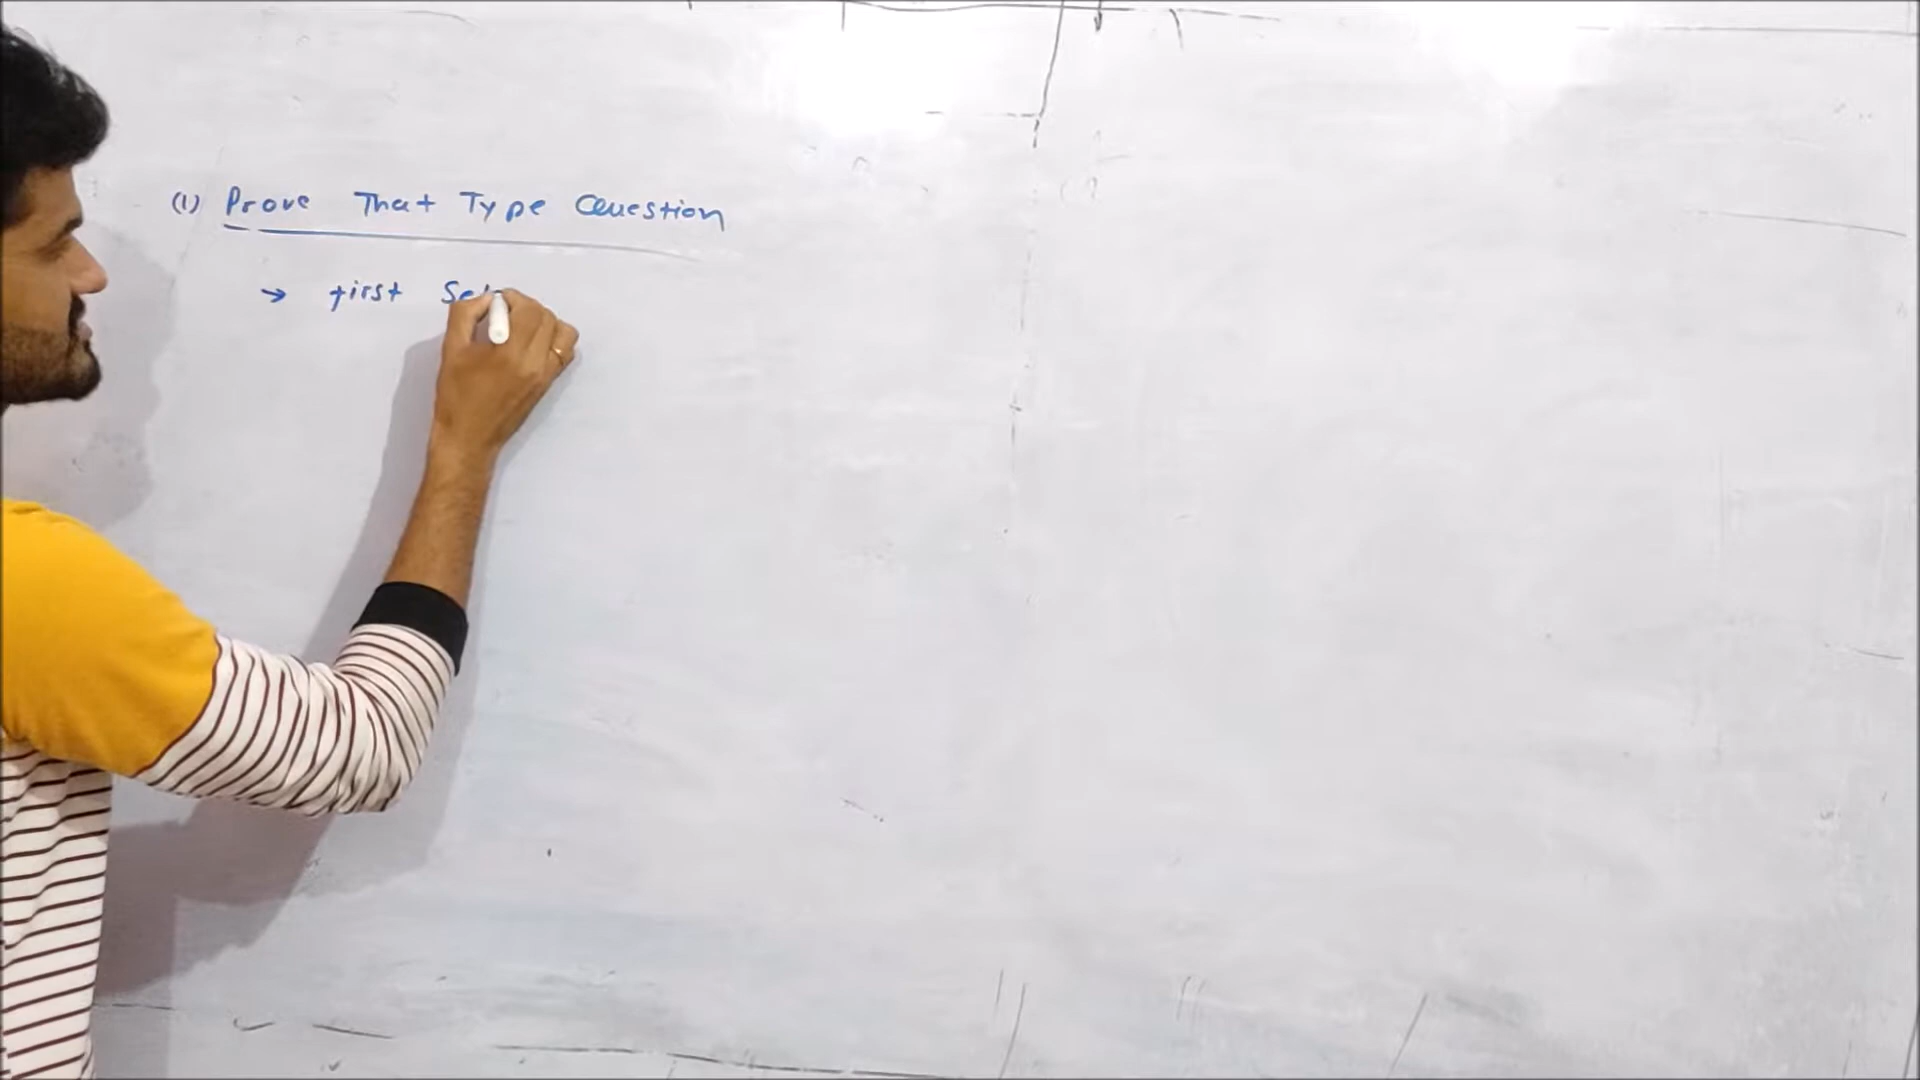 (1) Prove That Type Question
→ first